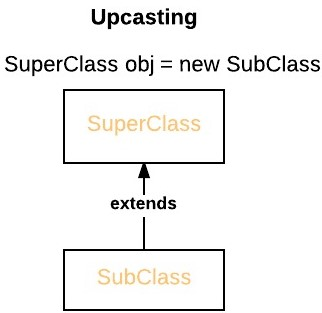 Upcasting
SuperClass obj = new SubClass
SuperClass
extends
SubClass